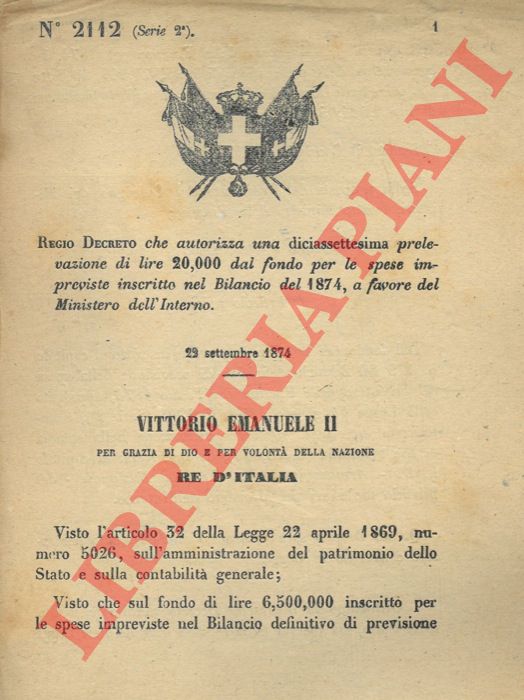 N° 2112 (Serie 2ª).
1
REGIO DECRETO che autorizza una diciassettesima prele-
vazione di lire 20,000 dal fondo per le spese im-
previste inscritto nel Bilancio del 1874, a favore del
Ministero dell'Interno.
22 settembre 1874
VITTORIO EMANUELE II
PER GRAZIA DI DIO E PER VOLONTÀ DELLA NAZIONE
RE D'ITALIA
Visto l'articolo 32 della Legge 22 aprile 1869, nu-
mero 5026, sull'amministrazione del patrimonio dello
Stato e sulla contabilità generale;
Visto che sul fondo di lire 6,500,000 inscritto per
le spese impreviste nel Bilancio definitivo di previsione
LIBRERIA PIANI